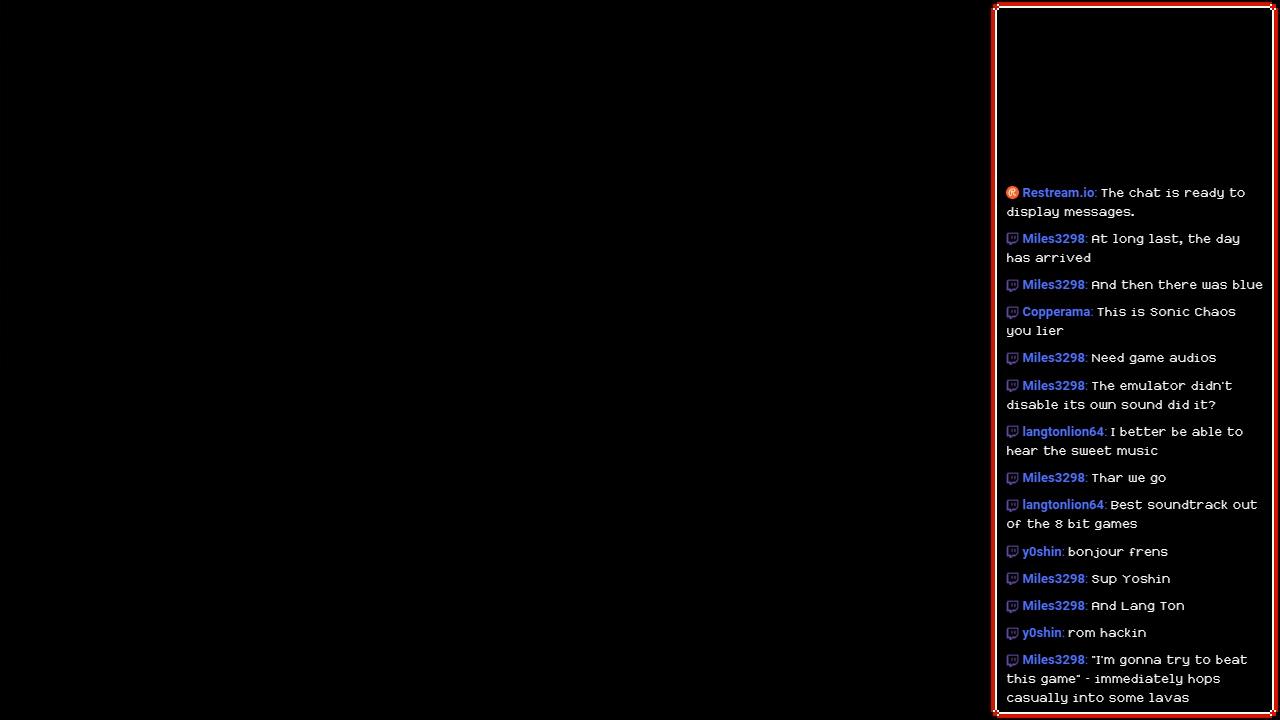 Restream.io: The chat is ready to
display messages.
Miles3298: At long last, the day
has arrived
Miles3298: And then there was blue
Copperama: This is Sonic Chaos
you lier
Miles3298: Need game audios
Miles3298: The emulator didn't
disable its own sound did it?
langtonlion64: I better be able to
hear the sweet music
Miles3298: Thar we go
langtonlion64: Best soundtrack out
of the 8 bit games
y0shin: bonjour frens
Miles3298: Sup Yoshin
Miles3298: And Lang Ton
y0shin: rom hackin
Miles3298: "I'm gonna try to beat
this game" - immediately hops
casually into some lavas